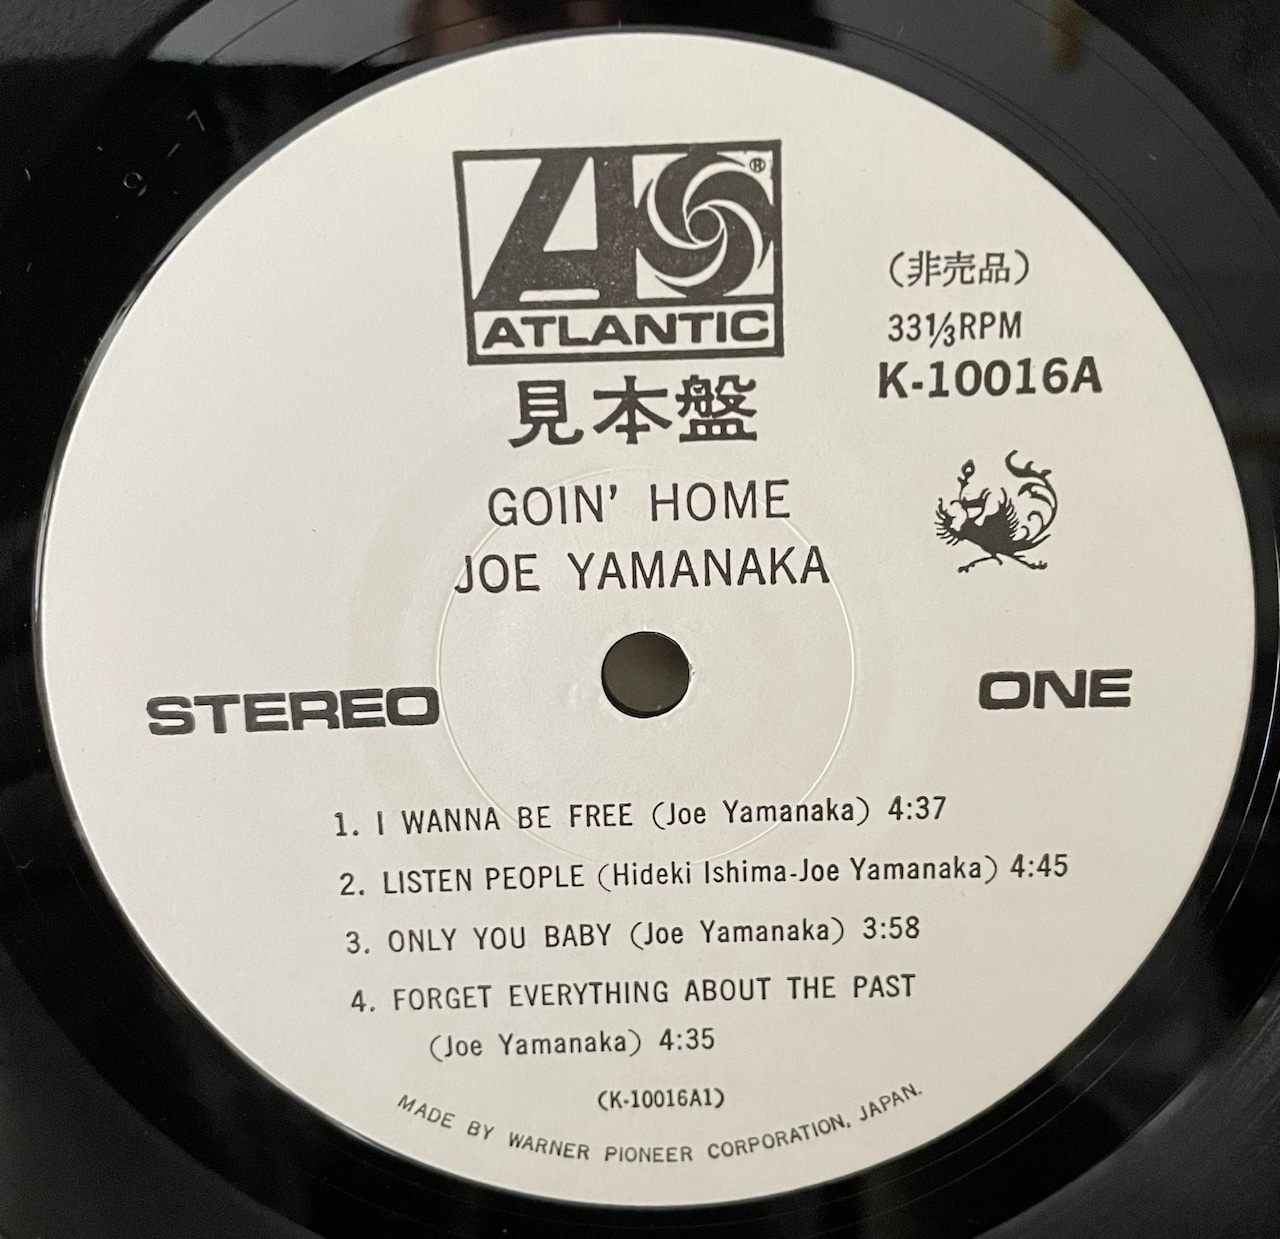 ®
ATLANTIC
見本盤
(非売品)
33⅓RPM
K-10016A
GOIN' HOME
JOE YAMANAKA
STEREO
ONE
1. I WANNA BE FREE (Joe Yamanaka) 4:37
2. LISTEN PEOPLE (Hideki Ishima-Joe Yamanaka) 4:45
3. ONLY YOU BABY (Joe Yamanaka) 3:58
4. FORGET EVERYTHING ABOUT THE PAST
(Joe Yamanaka) 4:35
(K-10016A1)
MADE BY WARNER PIONEER CORPORATION, JAPAN.